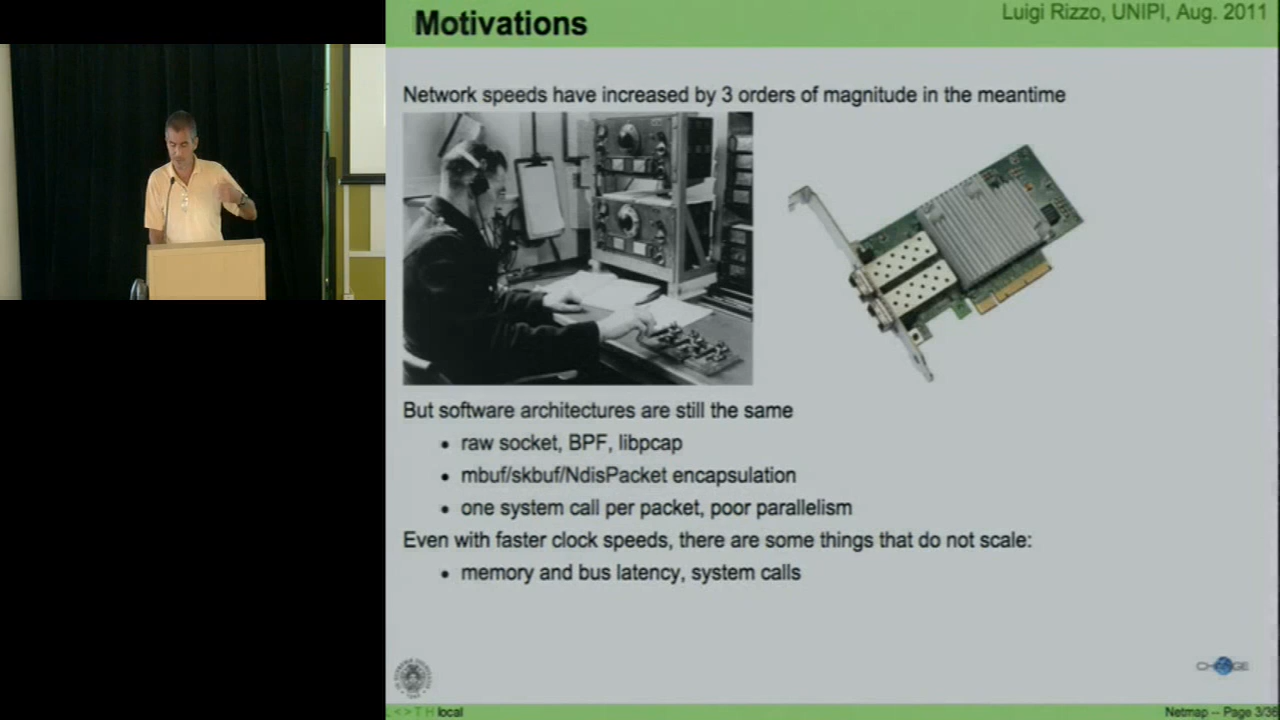 Motivations
Luigi Rizzo, UNIPI, Aug. 2011
Network speeds have increased by 3 orders of magnitude in the meantime
But software architectures are still the same
• raw socket, BPF, libpcap
• mbuf/skbuf/NdisPacket encapsulation
• one system call per packet, poor parallelism
Even with faster clock speeds, there are some things that do not scale:
• memory and bus latency, system calls
CHANGE
< > T H local
Netmap -- Page 3/36